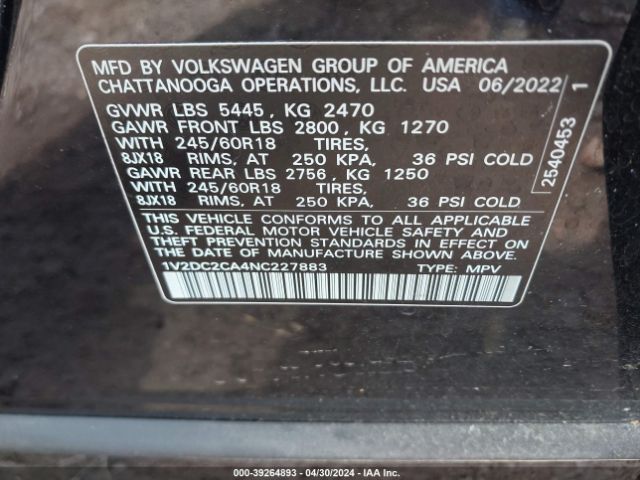 MFD BY VOLKSWAGEN GROUP OF AMERICA
CHATTANOOGA OPERATIONS, LLC. USA 06/2022
GVWR LBS 5445 , KG 2470
GAWR FRONT LBS 2800 , KG 1270
WITH 245/60R18 TIRES,
8JX18 RIMS, AT 250 KPA, 36 PSI COLD
GAWR REAR LBS 2756 , KG 1250
WITH 245/60R18 TIRES,
8JX18 RIMS, AT 250 KPA, 36 PSI COLD
THIS VEHICLE CONFORMS TO ALL APPLICABLE
U.S. FEDERAL MOTOR VEHICLE SAFETY AND
THEFT PREVENTION STANDARDS IN EFFECT ON
THE DATE OF MANUFACTURE SHOWN ABOVE.
1V2DC2CA4NC227883 TYPE: MPV
2540453 1
000-39264893 - 04/30/2024 - IAA Inc.